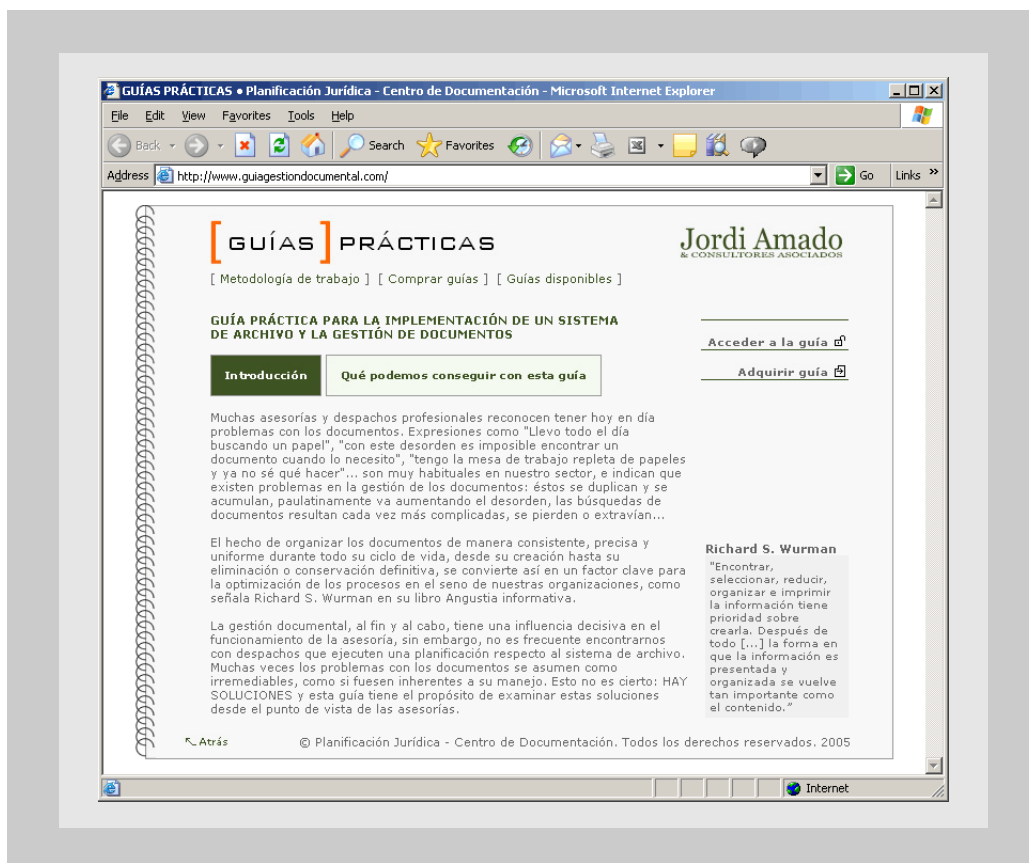 GUÍAS PRÁCTICAS • Planificación Jurídica - Centro de Documentación - Microsoft Internet Explorer
File Edit View Favorites Tools Help
Back Search Favorites
Address http://www.guiagestiondocumental.com/ Go Links »
[GUÍAS]PRÁCTICAS
Jordi Amado
& CONSULTORES ASOCIADOS
[ Metodología de trabajo ] [ Comprar guías ] [ Guías disponibles ]
GUÍA PRÁCTICA PARA LA IMPLEMENTACIÓN DE UN SISTEMA
DE ARCHIVO Y LA GESTIÓN DE DOCUMENTOS
Acceder a la guía
Adquirir guía
Introducción Qué podemos conseguir con esta guía
Muchas asesorías y despachos profesionales reconocen tener hoy en día
problemas con los documentos. Expresiones como "Llevo todo el día
buscando un papel", "con este desorden es imposible encontrar un
documento cuando lo necesito", "tengo la mesa de trabajo repleta de papeles
y ya no sé qué hacer"... son muy habituales en nuestro sector, e indican que
existen problemas en la gestión de los documentos: éstos se duplican y se
acumulan, paulatinamente va aumentando el desorden, las búsquedas de
documentos resultan cada vez más complicadas, se pierden o extravían...
El hecho de organizar los documentos de manera consistente, precisa y
uniforme durante todo su ciclo de vida, desde su creación hasta su
eliminación o conservación definitiva, se convierte así en un factor clave para
la optimización de los procesos en el seno de nuestras organizaciones, como
señala Richard S. Wurman en su libro Angustia informativa.
La gestión documental, al fin y al cabo, tiene una influencia decisiva en el
funcionamiento de la asesoría, sin embargo, no es frecuente encontrarnos
con despachos que ejecuten una planificación respecto al sistema de archivo.
Muchas veces los problemas con los documentos se asumen como
irremediables, como si fuesen inherentes a su manejo. Esto no es cierto: HAY
SOLUCIONES y esta guía tiene el propósito de examinar estas soluciones
desde el punto de vista de las asesorías.
Richard S. Wurman
"Encontrar,
seleccionar, reducir,
organizar e imprimir
la información tiene
prioridad sobre
crearla. Después de
todo [...] la forma en
que la información es
presentada y
organizada se vuelve
tan importante como
el contenido."
Atrás
© Planificación Jurídica - Centro de Documentación. Todos los derechos reservados. 2005
Internet